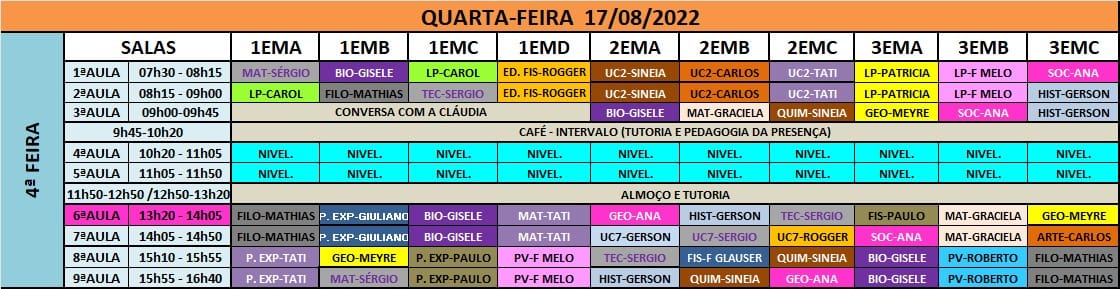 QUARTA-FEIRA 17/08/2022
4ª FEIRA
SALAS 1EMA 1EMB 1EMC 1EMD 2EMA 2EMB 2EMC 3EMA 3EMB 3EMC
1ªAULA 07h30 - 08h15 MAT-SÉRGIO BIO-GISELE LP-CAROL ED. FIS-ROGGER UC2-SINEIA UC2-CARLOS UC2-TATI LP-PATRICIA LP-F MELO SOC-ANA
2ªAULA 08h15 - 09h00 LP-CAROL FILO-MATHIAS TEC-SERGIO ED. FIS-ROGGER UC2-SINEIA UC2-CARLOS UC2-TATI LP-PATRICIA LP-F MELO HIST-GERSON
3ªAULA 09h00-09h45 CONVERSA COM A CLÁUDIA BIO-GISELE MAT-GRACIELA QUIM-SINEIA GEO-MEYRE SOC-ANA HIST-GERSON
9h45-10h20 CAFÉ - INTERVALO (TUTORIA E PEDAGOGIA DA PRESENÇA)
4ªAULA 10h20 - 11h05 NIVEL. NIVEL. NIVEL. NIVEL. NIVEL. NIVEL. NIVEL. NIVEL. NIVEL. NIVEL.
5ªAULA 11h05 - 11h50 NIVEL. NIVEL. NIVEL. NIVEL. NIVEL. NIVEL. NIVEL. NIVEL. NIVEL. NIVEL.
11h50-12h50 /12h50-13h20 ALMOÇO E TUTORIA
6ªAULA 13h20 - 14h05 FILO-MATHIAS P. EXP-GIULIANO BIO-GISELE MAT-TATI GEO-ANA HIST-GERSON TEC-SERGIO FIS-PAULO MAT-GRACIELA GEO-MEYRE
7ªAULA 14h05 - 14h50 FILO-MATHIAS P. EXP-GIULIANO BIO-GISELE MAT-TATI UC7-GERSON UC7-SERGIO UC7-ROGGER SOC-ANA MAT-GRACIELA ARTE-CARLOS
8ªAULA 15h10 - 15h55 P. EXP-TATI GEO-MEYRE P. EXP-PAULO PV-F MELO TEC-SERGIO FIS-F GLAUSER QUIM-SINEIA BIO-GISELE PV-ROBERTO FILO-MATHIAS
9ªAULA 15h55 - 16h40 P. EXP-TATI MAT-SÉRGIO P. EXP-PAULO PV-F MELO HIST-GERSON QUIM-SINEIA GEO-ANA BIO-GISELE PV-ROBERTO FILO-MATHIAS